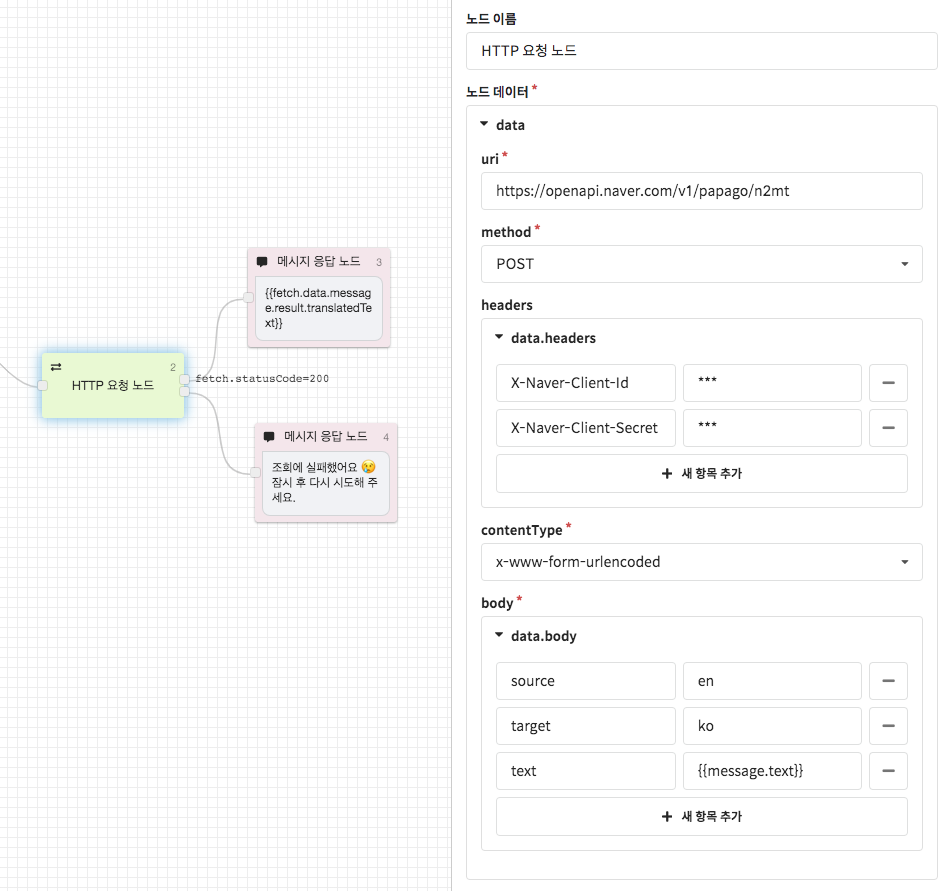 메시지 응답 노드 3
{{fetch.data.messag
e.result.translatedTe
xt}}
2
HTTP 요청 노드
fetch.statusCode=200
메시지 응답 노드 4
조회에 실패했어요 😢
잠시 후 다시 시도해 주
세요.
노드 이름
HTTP 요청 노드
노드 데이터 *
data
uri *
https://openapi.naver.com/v1/papago/n2mt
method *
POST
headers
data.headers
X-Naver-Client-Id ***
X-Naver-Client-Secret ***
+ 새 항목 추가
contentType *
x-www-form-urlencoded
body *
data.body
source en
target ko
text {{message.text}}
+ 새 항목 추가